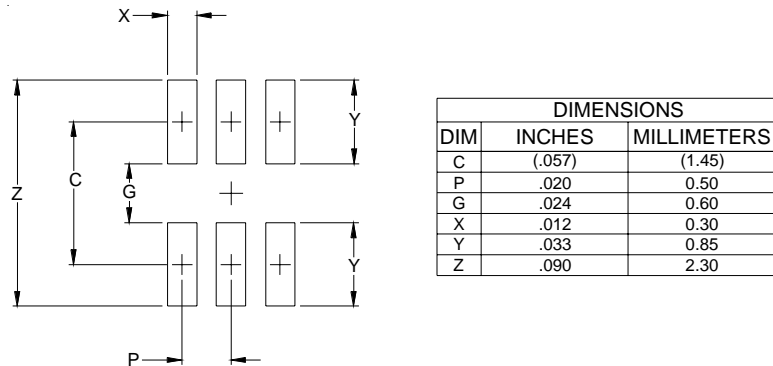 X
Y
C
G
Z
Y
P
DIMENSIONS
DIM INCHES MILLIMETERS
C (.057) (1.45)
P .020 0.50
G .024 0.60
X .012 0.30
Y .033 0.85
Z .090 2.30